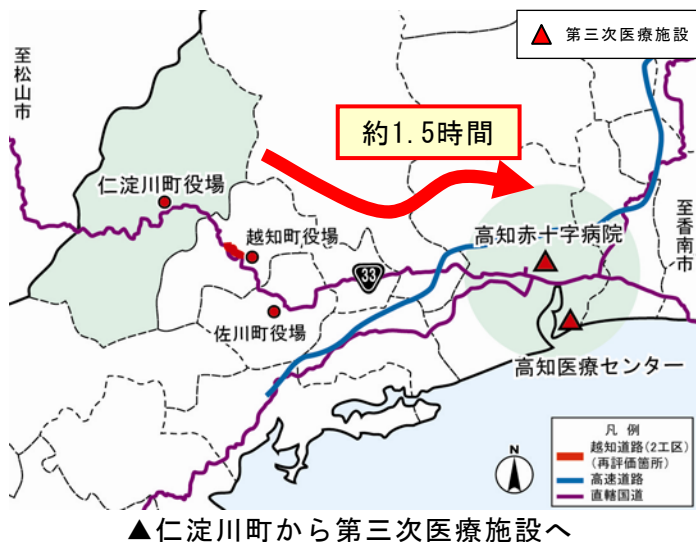 第三次医療施設
至松山市
約1.5時間
仁淀川町役場
越知町役場
高知赤十字病院
至香南市
33
佐川町役場
高知医療センター
凡 例
越知道路(2工区)
(再評価箇所)
高速道路
直轄国道
N
▲仁淀川町から第三次医療施設へ